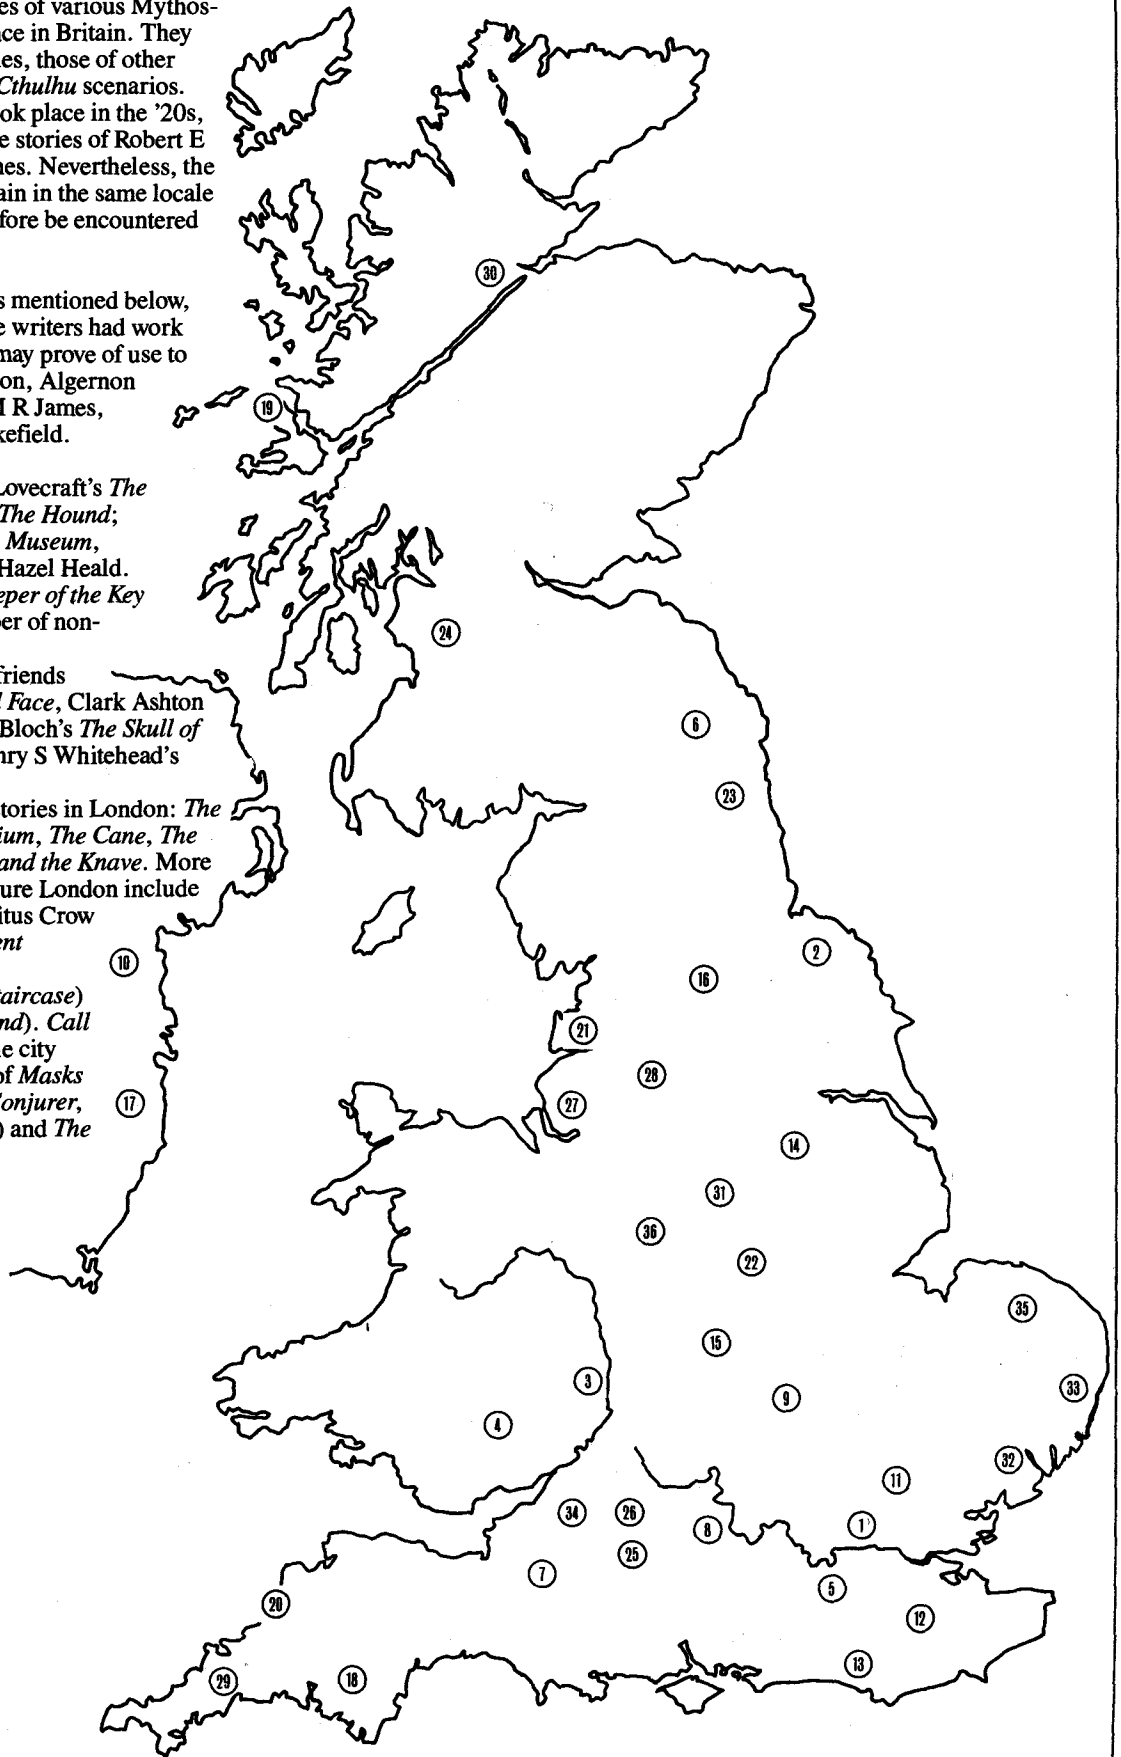 es of various Mythos-
ce in Britain. They
es, those of other
Cthulhu scenarios.
ok place in the '20s,
e stories of Robert E
nes. Nevertheless, the
ain in the same locale
fore be encountered
s mentioned below,
e writers had work
may prove of use to
on, Algernon
M R James,
kefield.
Lovecraft's The
The Hound;
Museum,
Hazel Heald.
eper of the Key
er of non-
friends
l Face, Clark Ashton
Bloch's The Skull of
nry S Whitehead's
tories in London: The
ium, The Cane, The
and the Knave. More
ure London include
itus Crow
ent
taircase)
nd). Call
e city
of Masks
onjurer,
) and The
30
19
24
6
23
2
10
16
21
28
17
27
14
31
36
22
35
15
3
33
9
4
32
11
34
26
8
1
25
7
5
20
12
13
29
18